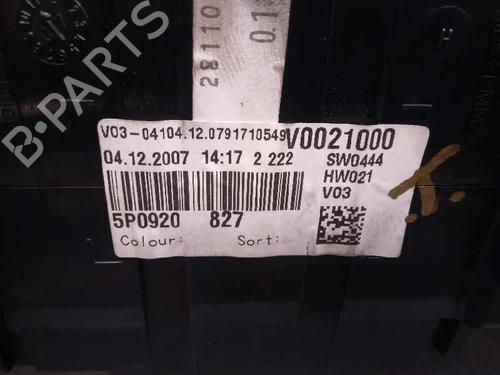 28110
01
H
V03-04104.12.0791710549
V0021000
04.12.2007 14:17 2 222
SW0444
HW021
V03
5P0920 827
Colour: Sort:
B-PARTS